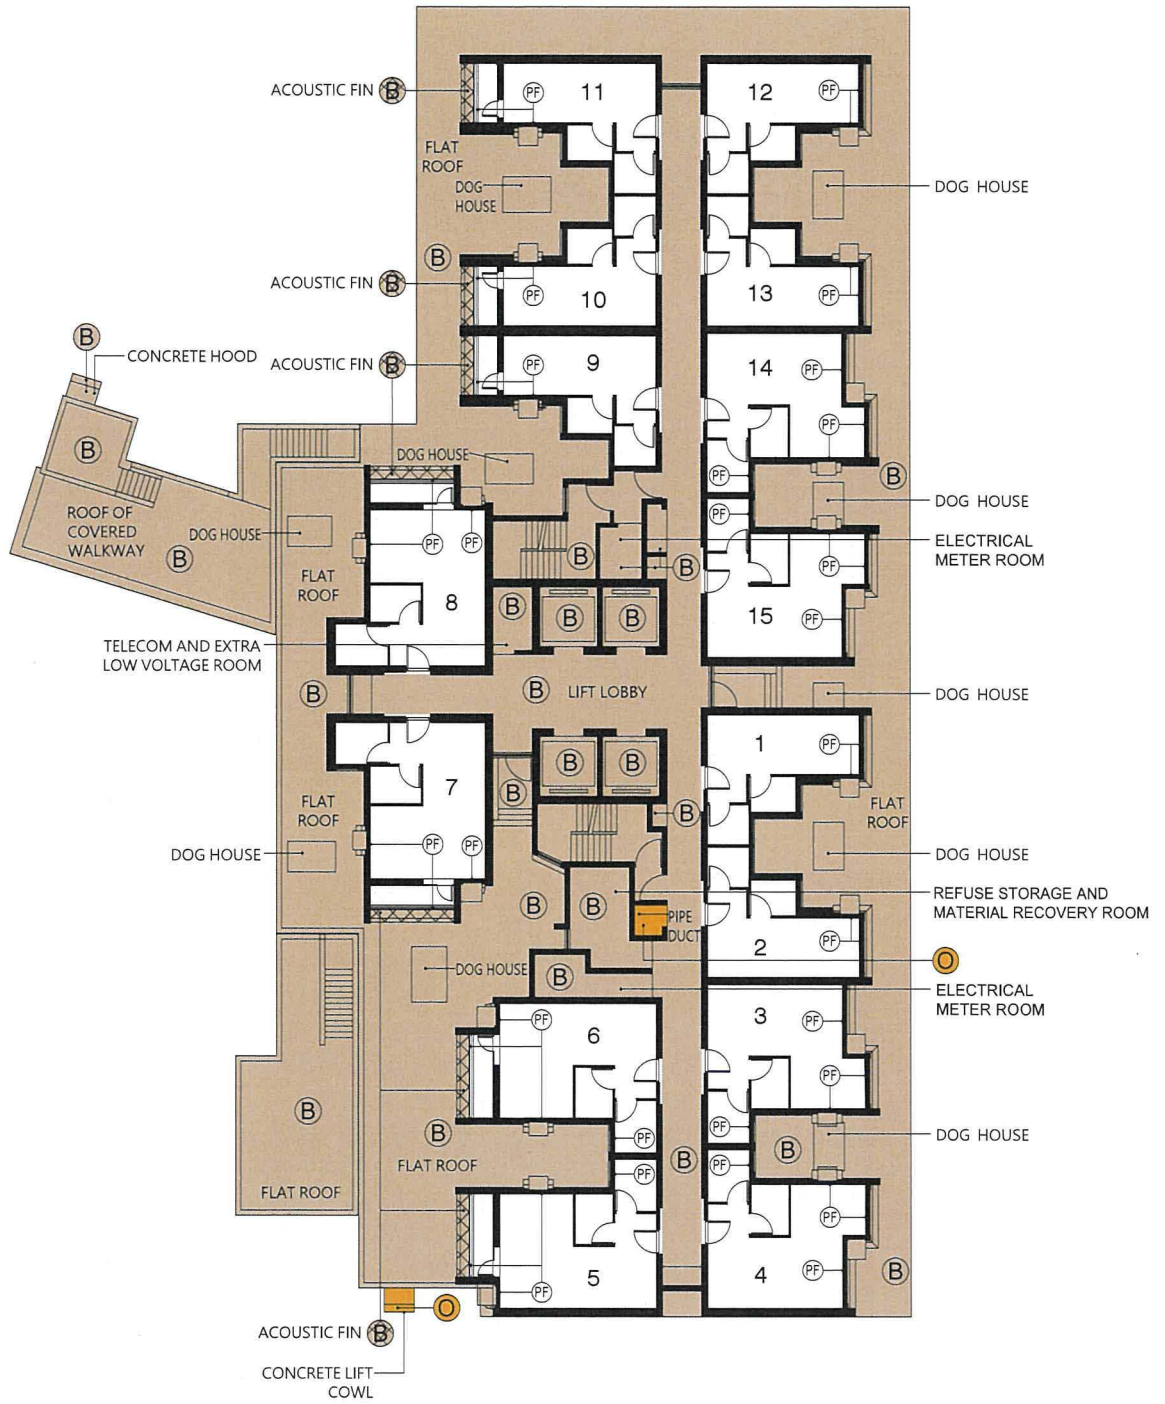 11
12
PF
PF
ACOUSTIC FIN B
FLAT
ROOF
DOG
HOUSE
DOG HOUSE
B
ACOUSTIC FIN B
PF
10
13
PF
B
CONCRETE HOOD
ACOUSTIC FIN B
PF
9
14
PF
PF
B
DOG HOUSE
PF
B
ROOF OF
COVERED
WALKWAY
B
DOG HOUSE
PF
PF
DOG HOUSE
PF
PF
B
B
ELECTRICAL
METER ROOM
FLAT
ROOF
8
B
B
B
15
PF
TELECOM AND EXTRA
LOW VOLTAGE ROOM
B
B
LIFT LOBBY
DOG HOUSE
1
PF
B
B
7
B
FLAT
ROOF
B
FLAT
ROOF
PF
PF
DOG HOUSE
DOG HOUSE
REFUSE STORAGE AND
MATERIAL RECOVERY ROOM
B
B
PIPE
DUCT
2
PF
O
DOG HOUSE
B
ELECTRICAL
METER ROOM
PF
6
3
PF
PF
B
B
FLAT ROOF
PF
PF
DOG HOUSE
B
B
PF
PF
FLAT ROOF
PF
5
PF
4
PF
B
O
ACOUSTIC FIN B
CONCRETE LIFT
COWL